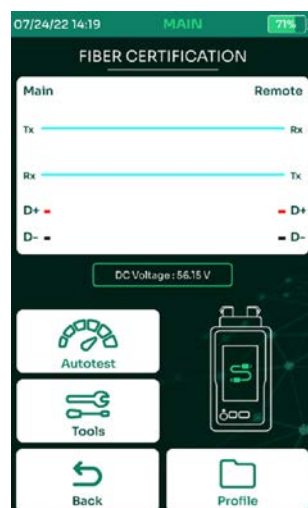 07/24/22 14:19 MAIN 71%
FIBER CERTIFICATION
Main Remote
Tx Rx
Rx Tx
D+ D+
D- D-
DC Voltage : 56.15 V
Autotest
Tools
Back Profile